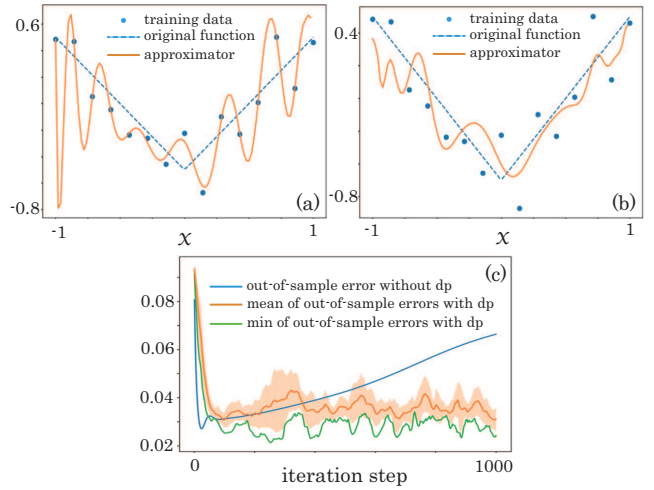 0.6
training data
original function
approximator
-0.8
(a)
-1
x
1
0.4
training data
original function
approximator
-0.8
(b)
-1
x
1
(c)
out-of-sample error without dp
mean of out-of-sample errors with dp
min of out-of-sample errors with dp
0.08
0.06
0.04
0.02
0
iteration step
1000